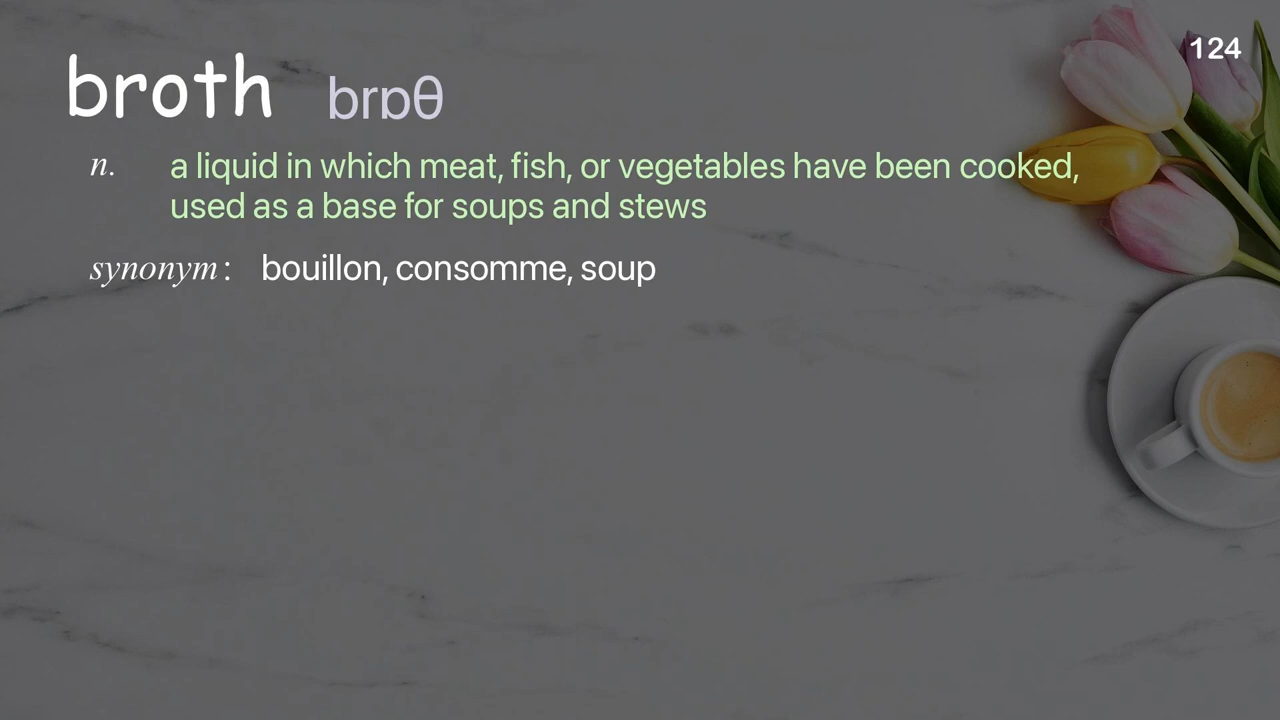 124
broth brɒθ
n. a liquid in which meat, fish, or vegetables have been cooked,
used as a base for soups and stews
synonym: bouillon, consomme, soup